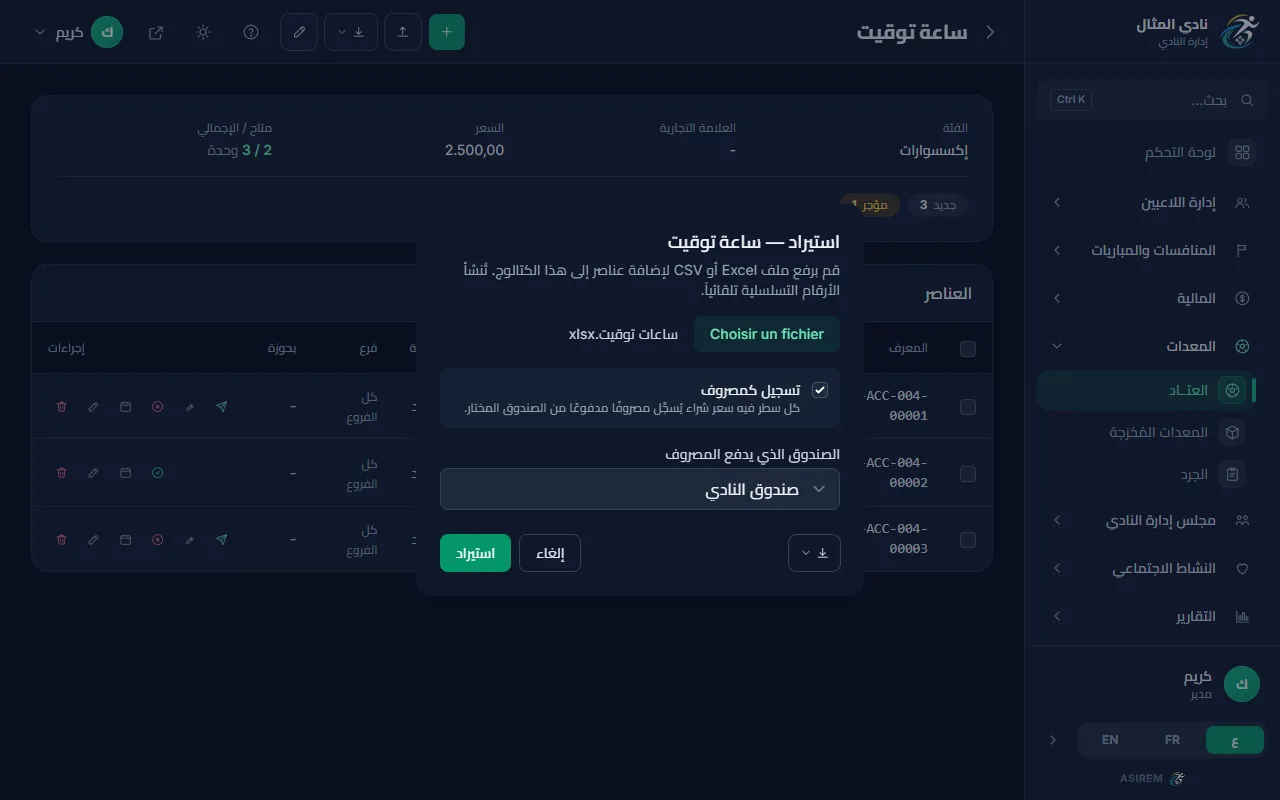 نادي المثال
إدارة النادي
بحث...
Ctrl K
لوحة التحكم
إدارة اللاعبين
المنافسات والمباريات
المالية
المعدات
العتــاد
المعدات المُخرَجة
الجرد
مجلس إدارة النادي
النشاط الاجتماعي
التقارير
كريم
مدير
ع
FR
EN
ASIREM
ساعة توقيت
ك
كريم
الفئة
إكسسوارات
العلامة التجارية
-
السعر
2.500,00
متاح / الإجمالي
2 / 3 وحدة
جديد 3
مؤجر 1
العناصر
المعرف
فرع
بحوزة
إجراءات
-ACC-004-
00001
كل
الفروع
-
-ACC-004-
00002
كل
الفروع
-
-ACC-004-
00003
كل
الفروع
-
استيراد — ساعة توقيت
قم برفع ملف Excel أو CSV لإضافة عناصر إلى هذا الكتالوج. تُنشأ
الأرقام التسلسلية تلقائياً.
Choisir un fichier
ساعات توقيت.xlsx
تسجيل كمصروف
كل سطر فيه سعر شراء يُسجَّل مصروفًا مدفوعًا من الصندوق المختار.
الصندوق الذي يدفع المصروف
صندوق النادي
إلغاء
استيراد